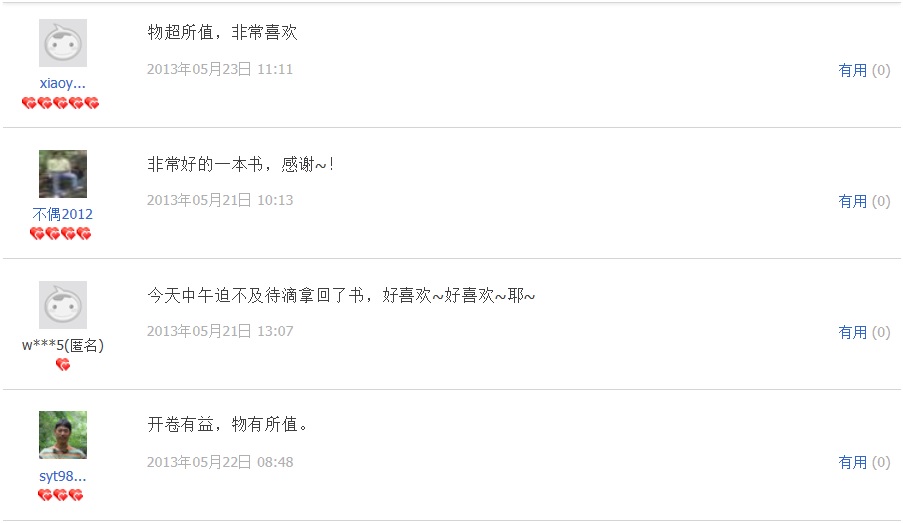 物超所值，非常喜欢
2013年05月23日 11:11
有用 (0)
xiaoy...
非常好的一本书，感谢~！
2013年05月21日 10:13
有用 (0)
不偶2012
今天中午迫不及待滴拿回了书，好喜欢~好喜欢~耶~
2013年05月21日 13:07
有用 (0)
w***5(匿名)
开卷有益，物有所值。
2013年05月22日 08:48
有用 (0)
syt98...